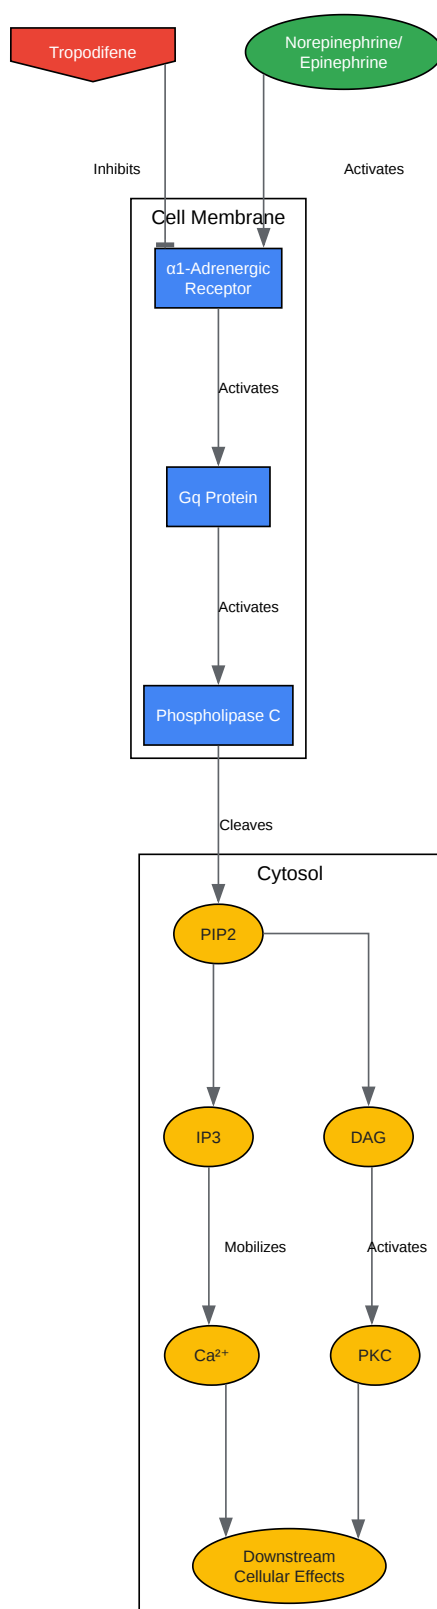 Tropodifene
Norepinephrine/
Epinephrine
Inhibits
Activates
Cell Membrane
α1-Adrenergic
Receptor
Activates
Gq Protein
Activates
Phospholipase C
Cleaves
Cytosol
PIP2
IP3
DAG
Mobilizes
Activates
Ca²⁺
PKC
Downstream
Cellular Effects